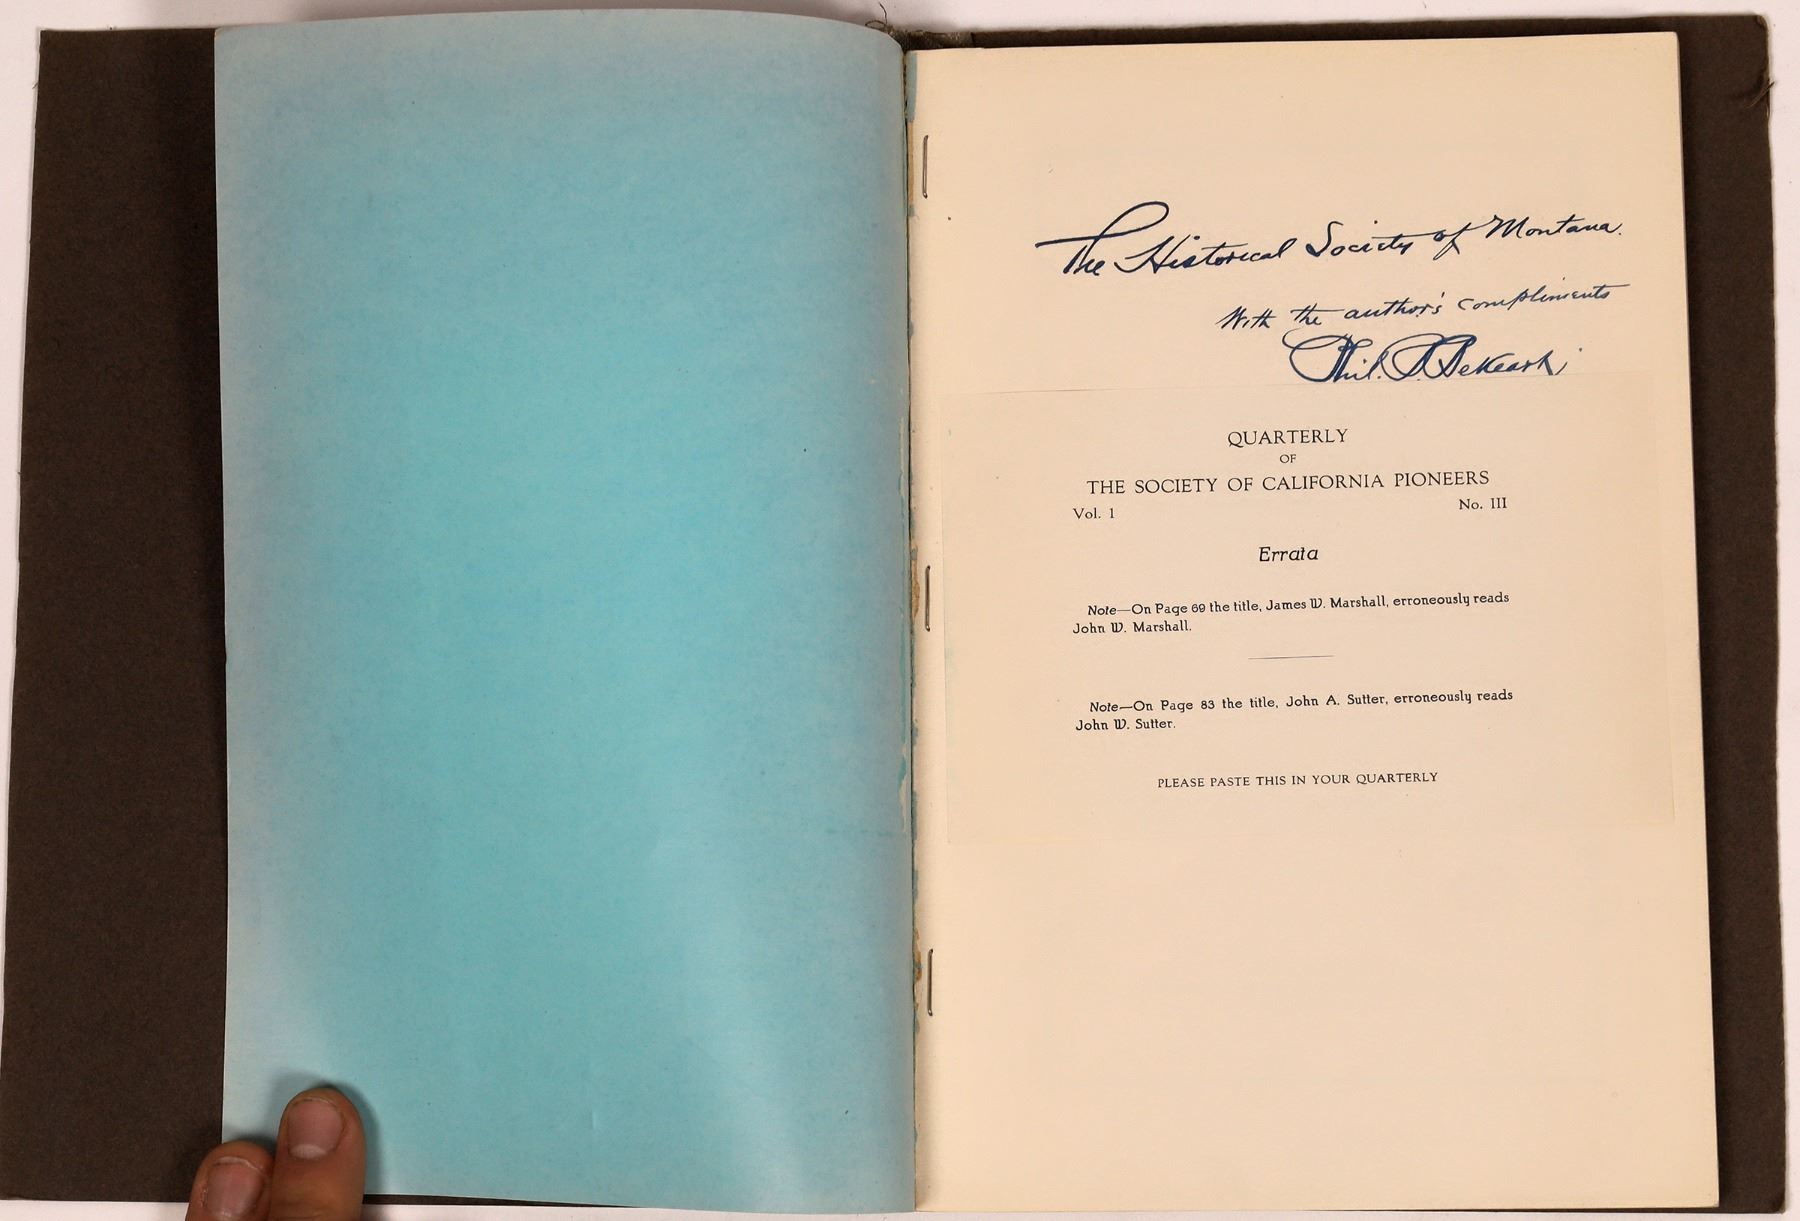 The Historical Society of Montana.
With the author's compliments
Phil. B. Bekeart
QUARTERLY
OF
THE SOCIETY OF CALIFORNIA PIONEERS
Vol. 1 No. III
Errata
Note—On Page 69 the title, James W. Marshall, erroneously reads
John W. Marshall.
Note—On Page 83 the title, John A. Sutter, erroneously reads
John W. Sutter.
PLEASE PASTE THIS IN YOUR QUARTERLY